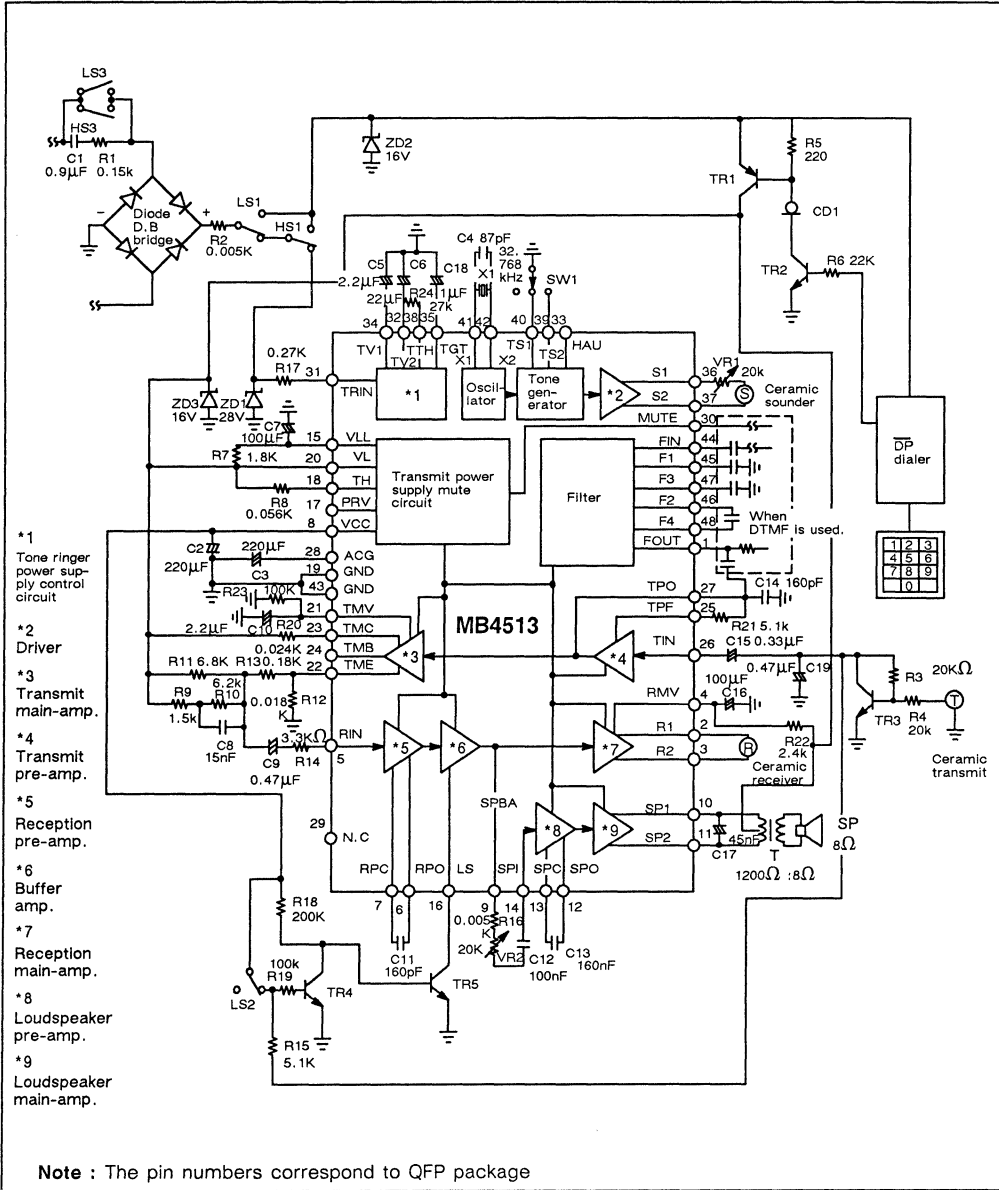 LS3
HS3
C1
0.9μF
R1
0.15k
Diode
D.B
bridge
-
+
R2
0.005K
LS1
HS1
ZD2
16V
TR1
R5
220
CD1
TR2
R6 22K
C4 87pF
32.
768
kHz
X1
C5
2.2μF
C6
22μF
R24
27k
C18
1μF
SW1
34
32
38
35
41
42
40
39
33
TV1
TV2
TTH
TGT
X1
X2
TS1
TS2
HAU
0.27K
R17
31
TRIN
*1
Oscil-
lator
Tone
gen-
erator
*2
S1
36
S2
37
VR1
20k
S
Ceramic
sounder
MUTE
30
ZD3
16V
ZD1
28V
C7
100μF
R7
1.8K
R8
0.056K
15
VLL
20
VL
18
TH
17
PRV
8
VCC
28
ACG
19
GND
43
GND
21
TMV
23
TMC
24
TMB
22
TME
Transmit power
supply mute
circuit
Filter
FIN
44
F1
45
F3
47
F2
46
F4
48
FOUT
1
When
DTMF is used.
DP
dialer
1 2 3
4 5 6
7 8 9
0
C2
220μF
220μF
C3
R23
100K
C10
2.2μF
R20
0.024K
R11 6.8K
R13 0.18K
R9
1.5k
6.2k
R10
C8
15nF
0.018
K
R12
C9
0.47μF
3.3KΩ
R14
MB4513
*3
*4
TPO
27
TPF
25
TIN
26
C14 160pF
R21 5.1k
C15 0.33μF
0.47μF
C19
TR3
R3
20KΩ
R4
20k
T
Ceramic
transmit
RIN
5
*5
*6
*7
*8
*9
RMV
4
100μF
C16
R1
2
R2
3
R
Ceramic
receiver
R22
2.4k
SP1
10
SP2
11
45nF
C17
T
1200Ω :8Ω
SP
8Ω
29
N.C
RPC
RPO
LS
SPBA
SPI
SPC
SPO
7
6
16
9
14
13
12
C11
160pF
0.005
K
R16
20K
VR2
C12
100nF
C13
160nF
R18
200K
100k
R19
LS2
TR4
TR5
R15
5.1K
*1
Tone ringer
power sup-
ply control
circuit
*2
Driver
*3
Transmit
main-amp.
*4
Transmit
pre-amp.
*5
Reception
pre-amp.
*6
Buffer
amp.
*7
Reception
main-amp.
*8
Loudspeaker
pre-amp.
*9
Loudspeaker
main-amp.
Note : The pin numbers correspond to QFP package